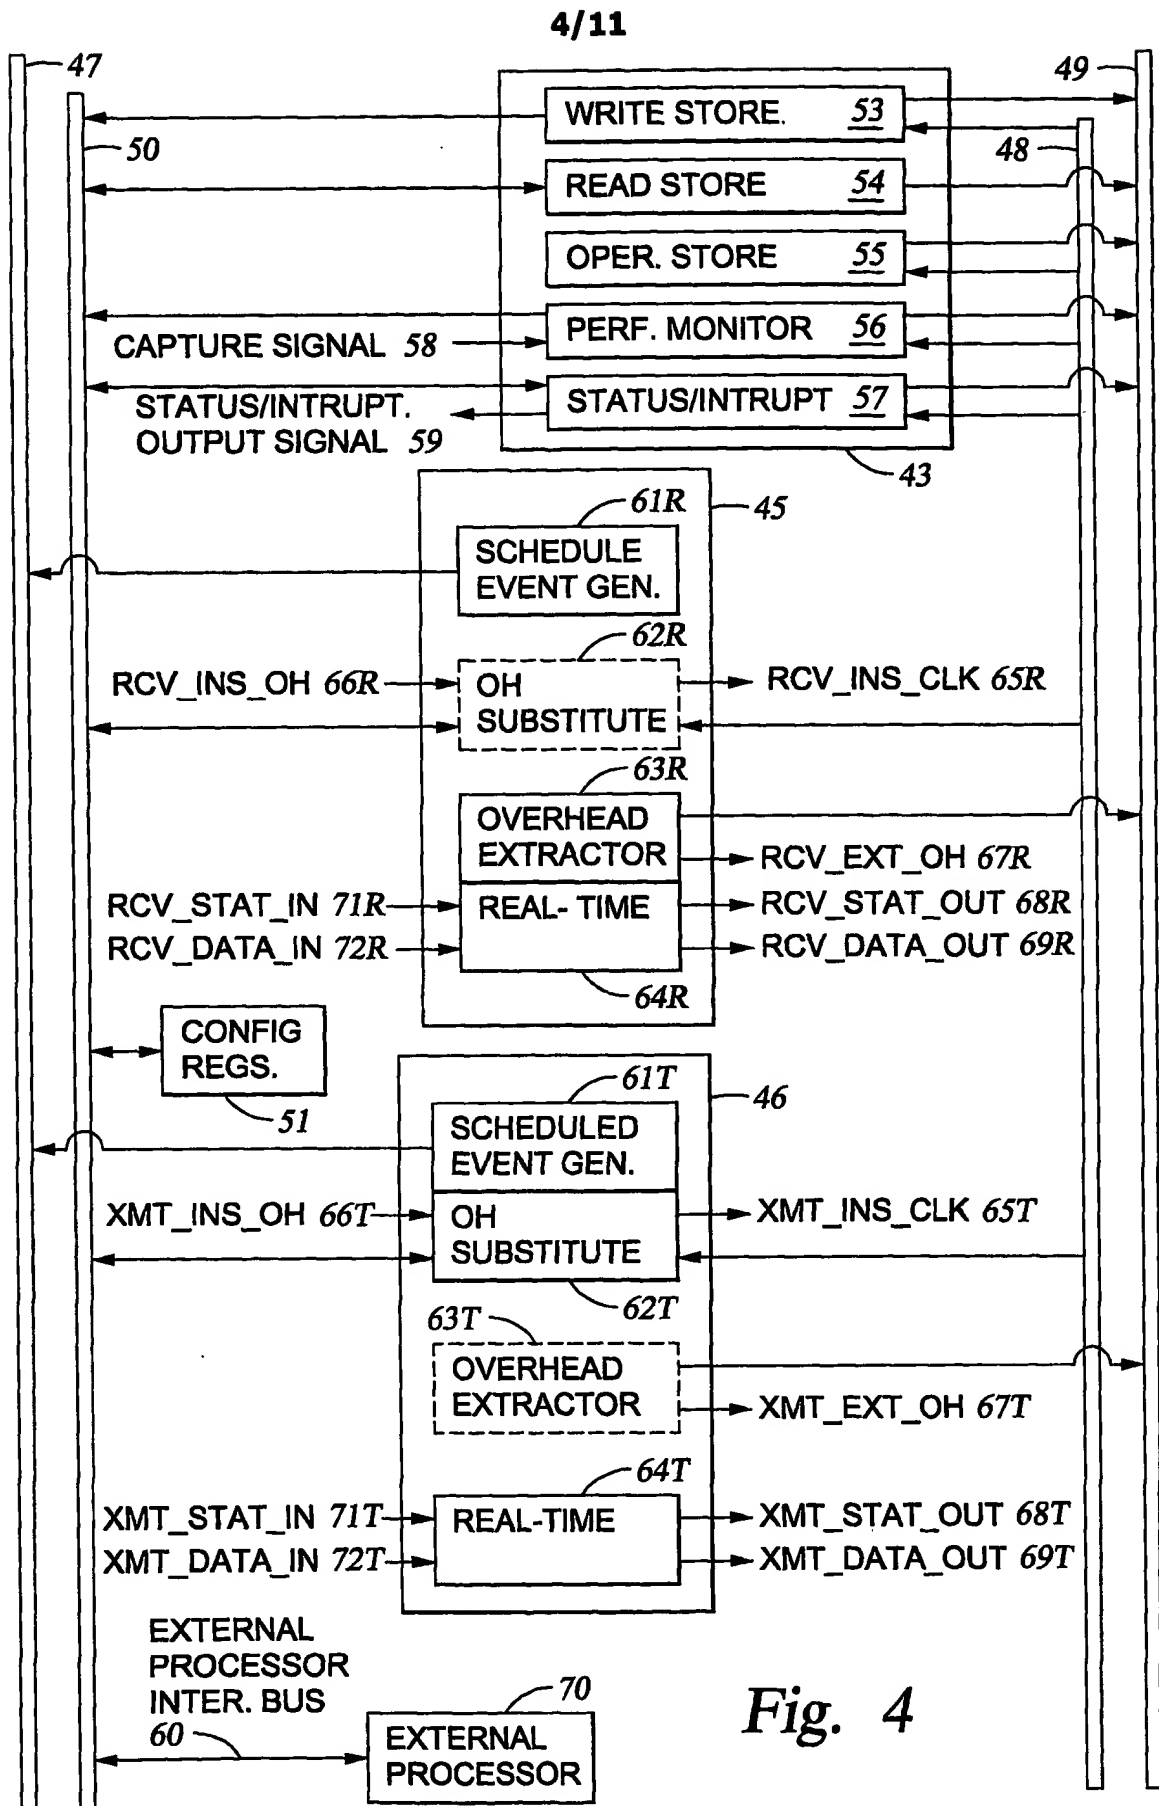 4/11
47
49
WRITE STORE. 53
50
48
READ STORE 54
OPER. STORE 55
PERF. MONITOR 56
CAPTURE SIGNAL 58
STATUS/INTRUPT 57
STATUS/INTRUPT.
OUTPUT SIGNAL 59
43
61R
45
SCHEDULE
EVENT GEN.
62R
RCV_INS_OH 66R
OH
SUBSTITUTE
RCV_INS_CLK 65R
63R
OVERHEAD
EXTRACTOR
RCV_EXT_OH 67R
RCV_STAT_IN 71R
REAL- TIME
RCV_STAT_OUT 68R
RCV_DATA_IN 72R
RCV_DATA_OUT 69R
64R
CONFIG
REGS.
51
61T
46
SCHEDULED
EVENT GEN.
XMT_INS_OH 66T
OH
SUBSTITUTE
XMT_INS_CLK 65T
62T
63T
OVERHEAD
EXTRACTOR
XMT_EXT_OH 67T
64T
XMT_STAT_IN 71T
REAL-TIME
XMT_STAT_OUT 68T
XMT_DATA_IN 72T
XMT_DATA_OUT 69T
EXTERNAL
PROCESSOR
INTER. BUS
60
70
EXTERNAL
PROCESSOR
Fig. 4